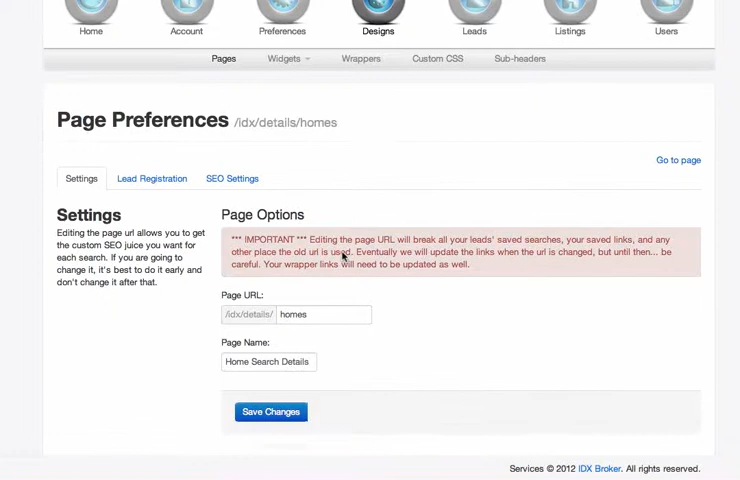 Home Account Preferences Designs Leads Listings Users
Pages Widgets Wrappers Custom CSS Sub-headers
Page Preferences /idx/details/homes
Go to page
Settings Lead Registration SEO Settings
Settings
Editing the page url allows you to get
the custom SEO juice you want for
each search. If you are going to
change it, it's best to do it early and
don't change it after that.
Page Options
*** IMPORTANT *** Editing the page URL will break all your leads' saved searches, your saved links, and any
other place the old url is used. Eventually we will update the links when the url is changed, but until then... be
careful. Your wrapper links will need to be updated as well.
Page URL:
/idx/details/ homes
Page Name:
Home Search Details
Save Changes
Services © 2012 IDX Broker. All rights reserved.